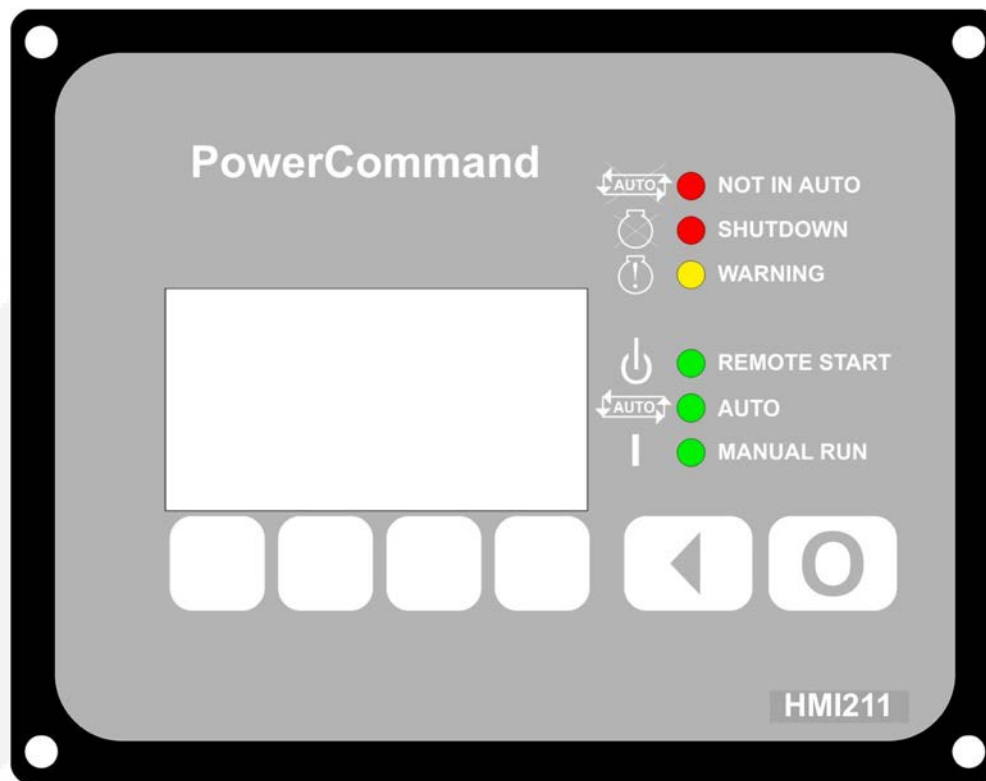 PowerCommand
AUTO NOT IN AUTO
SHUTDOWN
! WARNING
REMOTE START
AUTO AUTO
I MANUAL RUN
O
HMI211